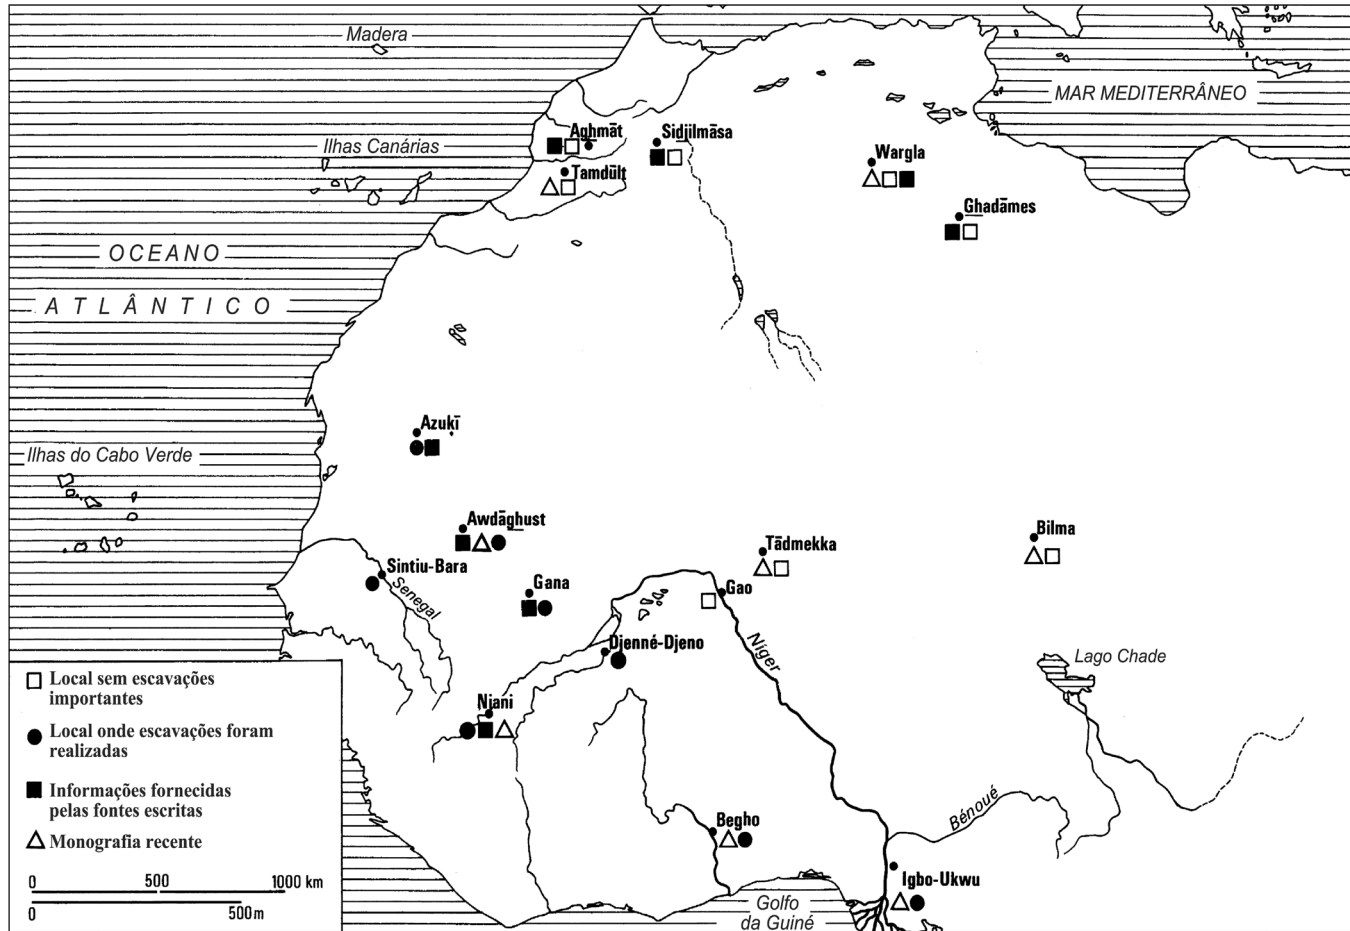 Madera
MAR MEDITERRÂNEO
Aghmāt
Sidjilmāsa
Ilhas Canárias
Wargla
Tamdūlt
Ghadāmes
OCEANO
ATLÂNTICO
Azukī
Ilhas do Cabo Verde
Awdāghust
Bilma
Tādmekka
Sintiu-Bara
Gana
Gao
Senegal
Djenné-Djeno
Níger
Lago Chade
Niani
Local sem escavações
importantes
Local onde escavações foram
realizadas
Informações fornecidas
pelas fontes escritas
Monografia recente
Begho
Bénoué
Igbo-Ukwu
0 500 1000 km
0 500 m
Golfo
da Guiné